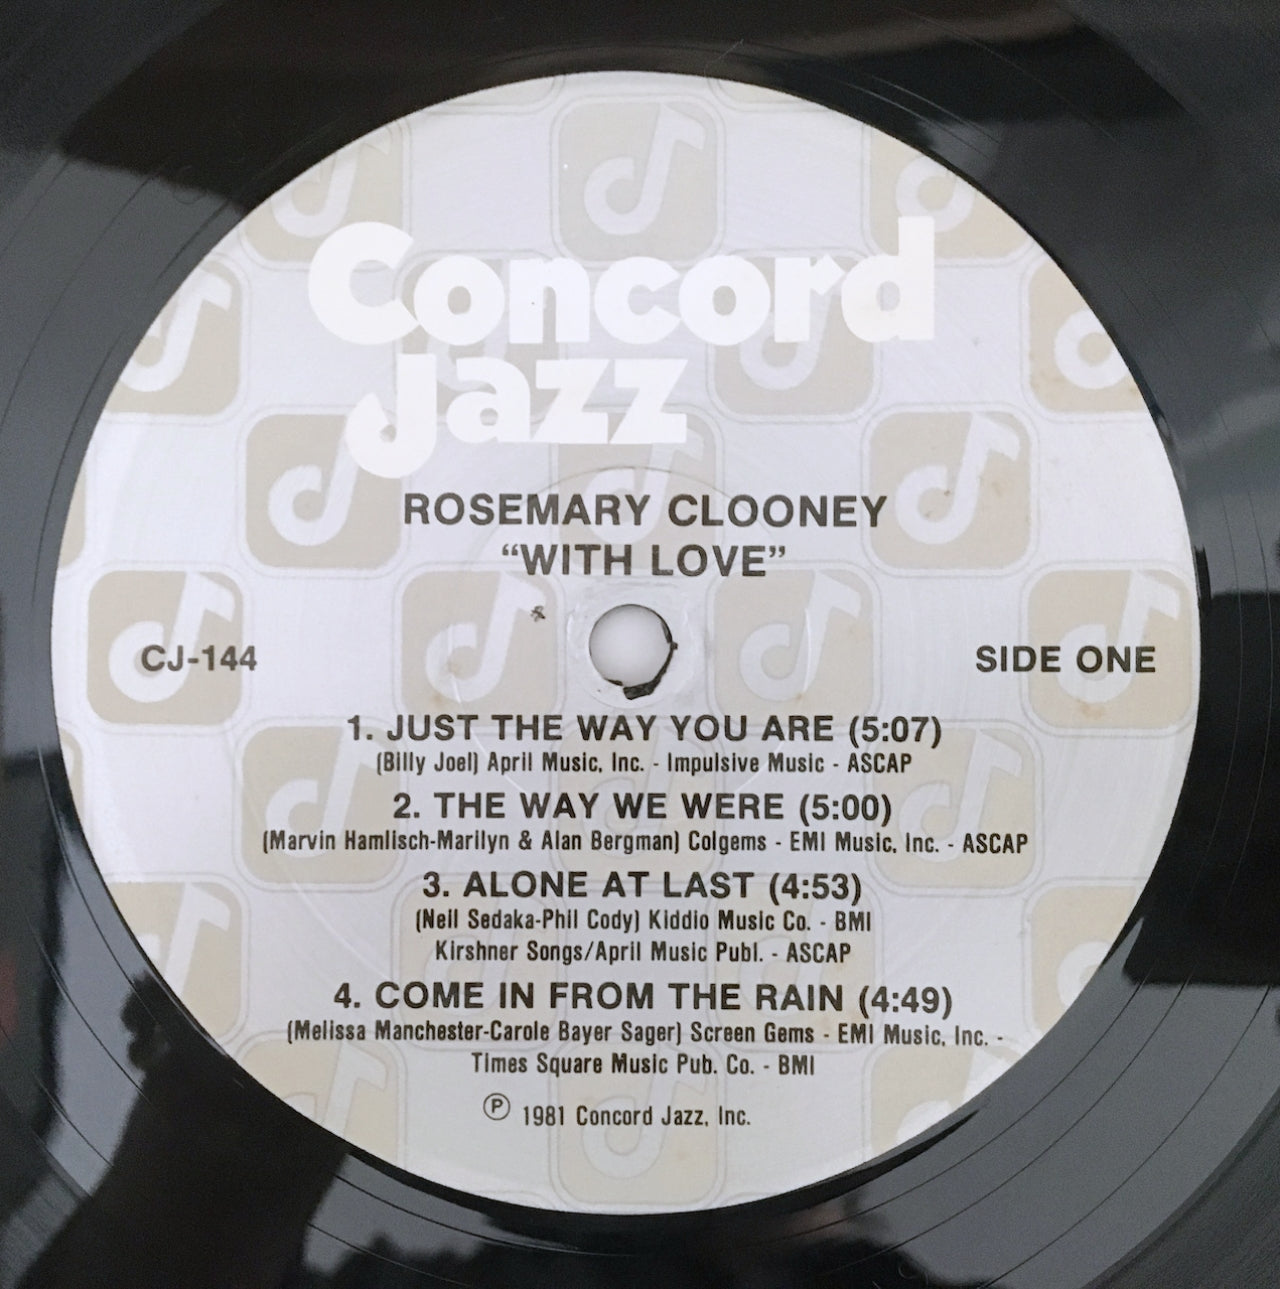 Concord
Jazz
ROSEMARY CLOONEY
“WITH LOVE”
CJ-144
SIDE ONE
1. JUST THE WAY YOU ARE (5:07)
(Billy Joel) April Music, Inc. - Impulsive Music - ASCAP
2. THE WAY WE WERE (5:00)
(Marvin Hamlisch-Marilyn & Alan Bergman) Colgems - EMI Music, Inc. - ASCAP
3. ALONE AT LAST (4:53)
(Neil Sedaka-Phil Cody) Kiddio Music Co. - BMI
Kirshner Songs/April Music Publ. - ASCAP
4. COME IN FROM THE RAIN (4:49)
(Melissa Manchester-Carole Bayer Sager) Screen Gems - EMI Music, Inc. -
Times Square Music Pub. Co. - BMI
℗ 1981 Concord Jazz, Inc.